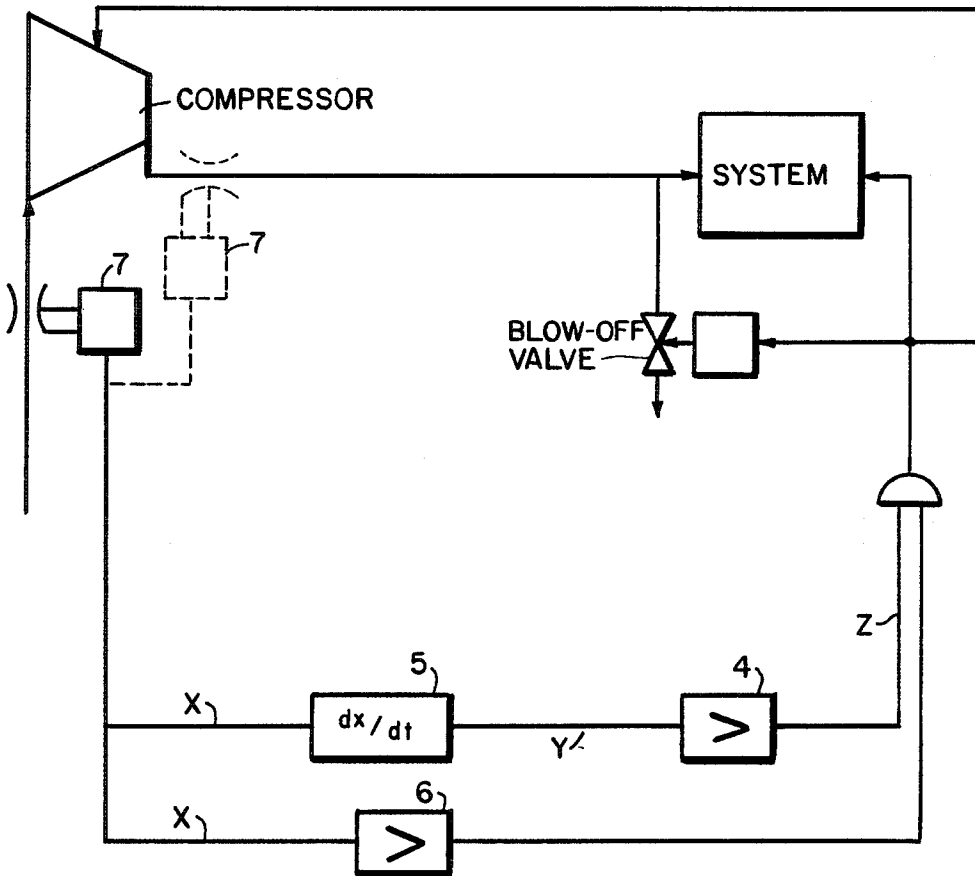 COMPRESSOR
SYSTEM
7
7
BLOW-OFF
VALVE
Z
5
4
X
dx/dt
>
Y
6
X
>